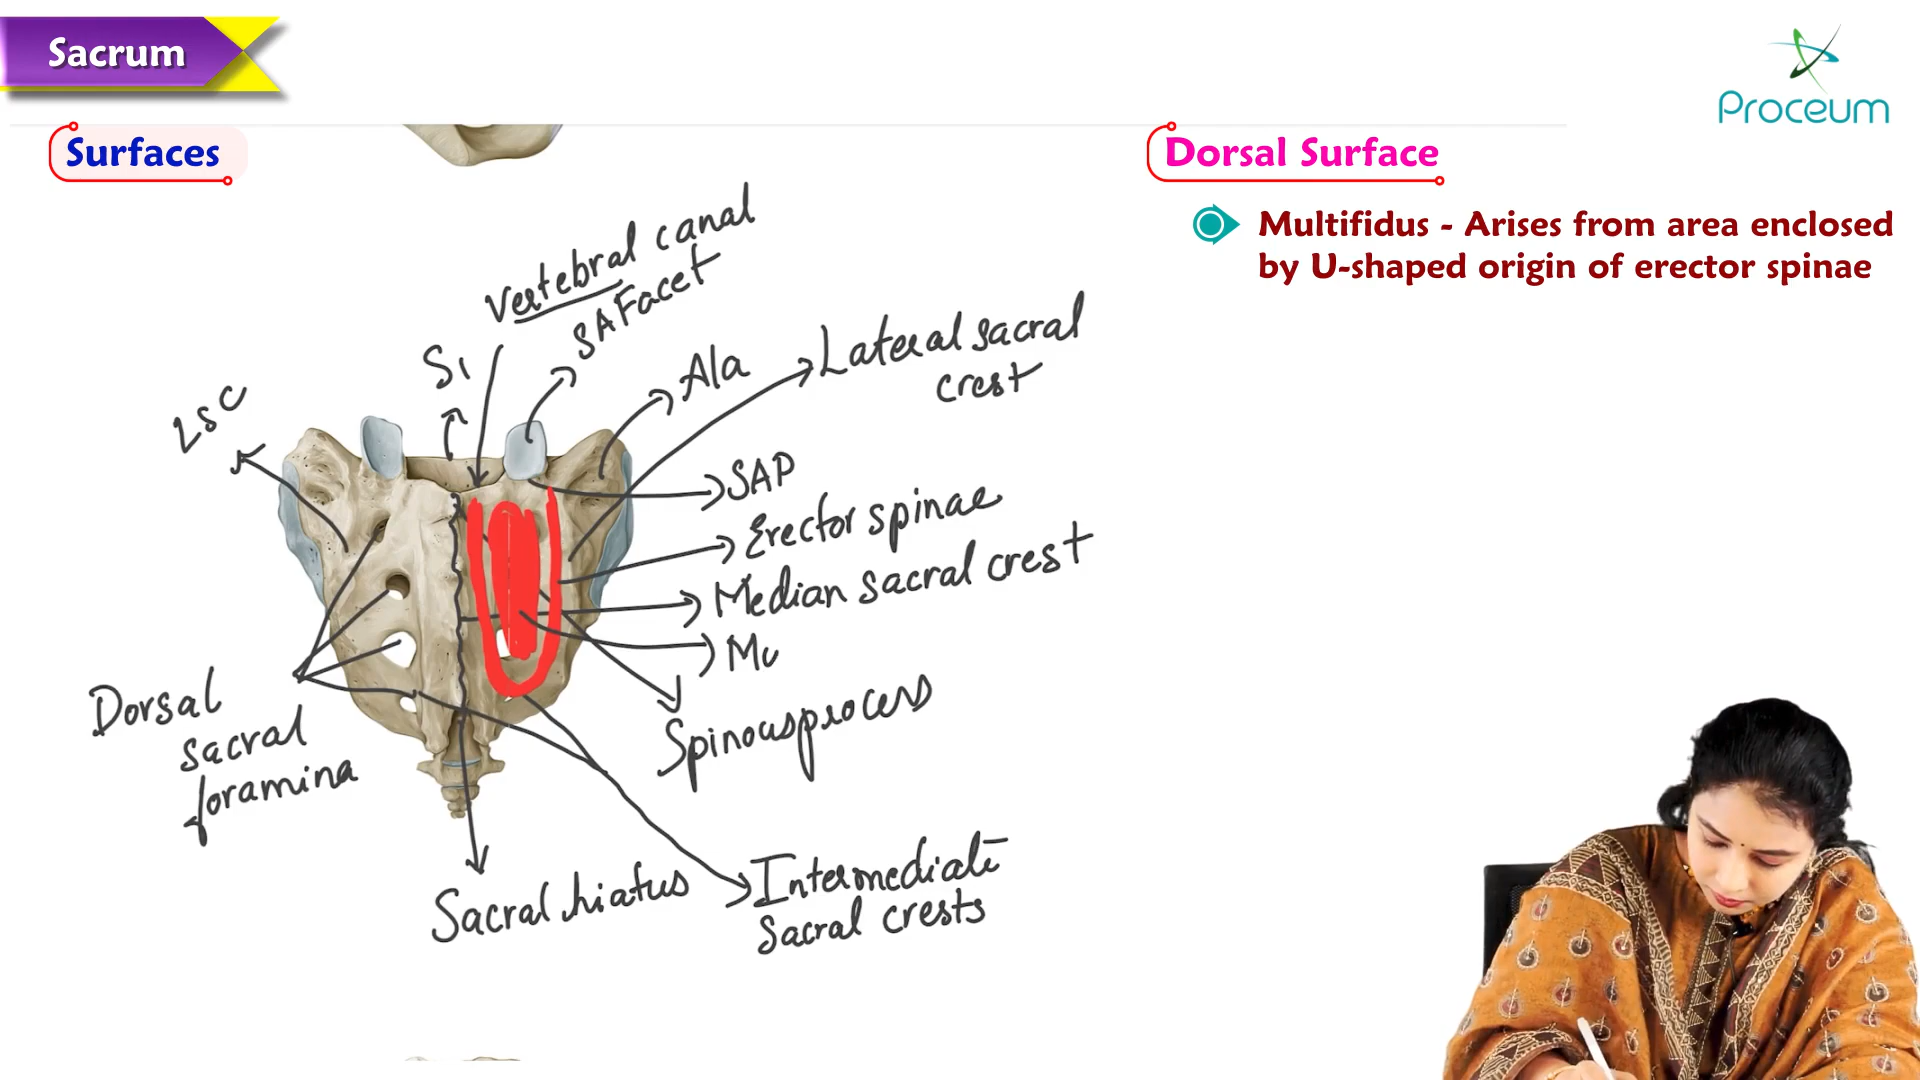 Sacrum
Proceum
Surfaces
Dorsal Surface
Multifidus - Arises from area enclosed
by U-shaped origin of erector spinae
Vertebral canal
SAFacet
S1
Ala
Lateral sacral
crest
LSC
SAP
Erector spinae
Median sacral crest
Mu
Spinousprocess
Dorsal
sacral
foramina
Sacral hiatus
Intermediate
sacral crests